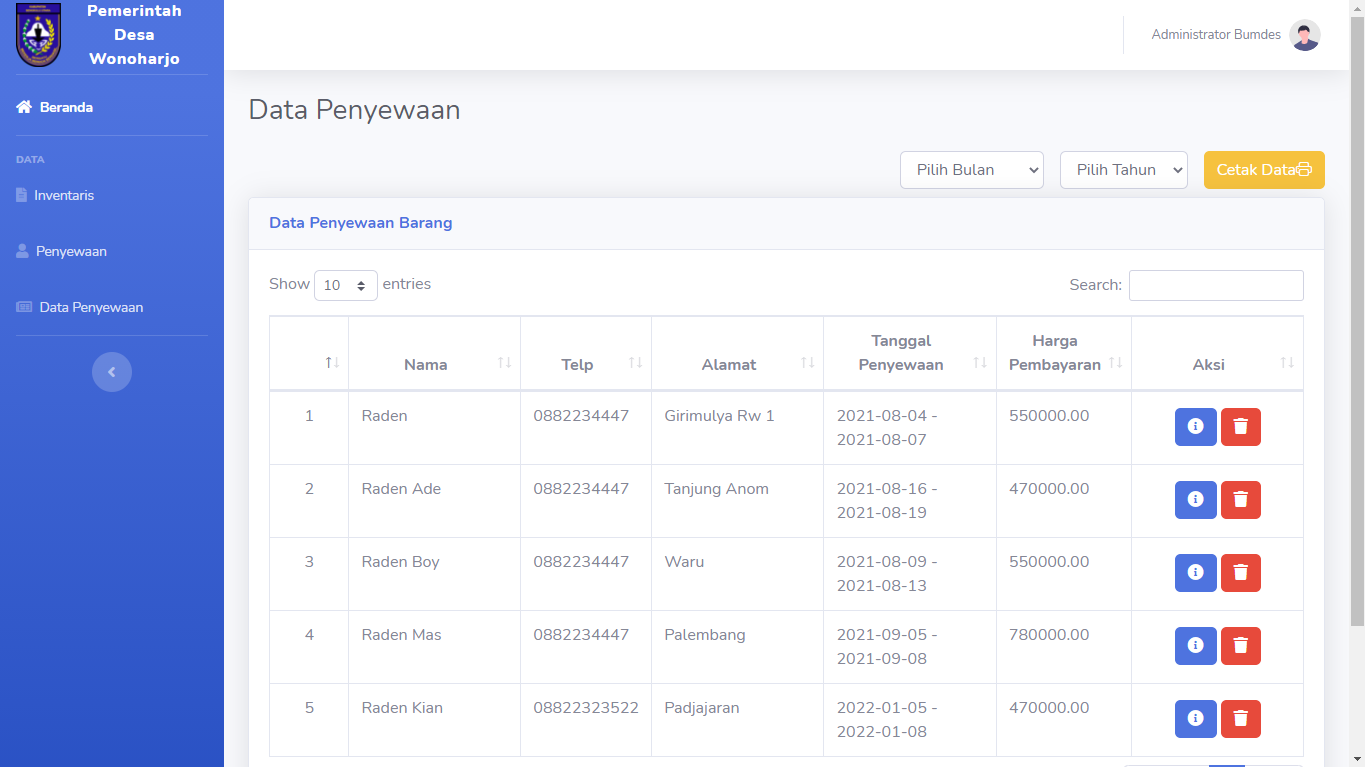 Pemerintah
Desa
Wonoharjo
Administrator Bumdes
Beranda
DATA
Inventaris
Penyewaan
Data Penyewaan
Data Penyewaan
Pilih Bulan
Pilih Tahun
Cetak Data
Data Penyewaan Barang
Show 10 entries
Search:
Nama Telp Alamat Tanggal Penyewaan Harga Pembayaran Aksi
1 Raden 0882234447 Girimulya Rw 1 2021-08-04 - 2021-08-07 550000.00
2 Raden Ade 0882234447 Tanjung Anom 2021-08-16 - 2021-08-19 470000.00
3 Raden Boy 0882234447 Waru 2021-08-09 - 2021-08-13 550000.00
4 Raden Mas 0882234447 Palembang 2021-09-05 - 2021-09-08 780000.00
5 Raden Kian 08822323522 Padjajaran 2022-01-05 - 2022-01-08 470000.00